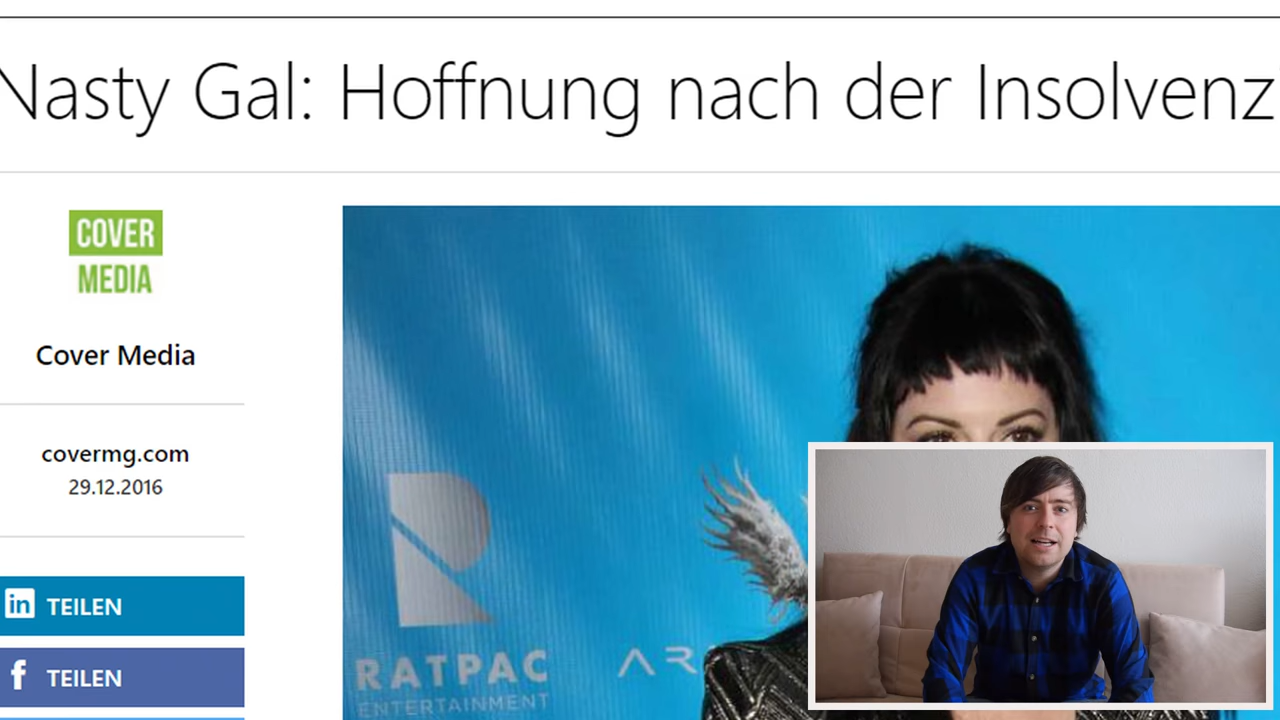 Nasty Gal: Hoffnung nach der Insolvenz
COVER
MEDIA
Cover Media
covermg.com
29.12.2016
in TEILEN
f TEILEN
RATPAC
ENTERTAINMENT